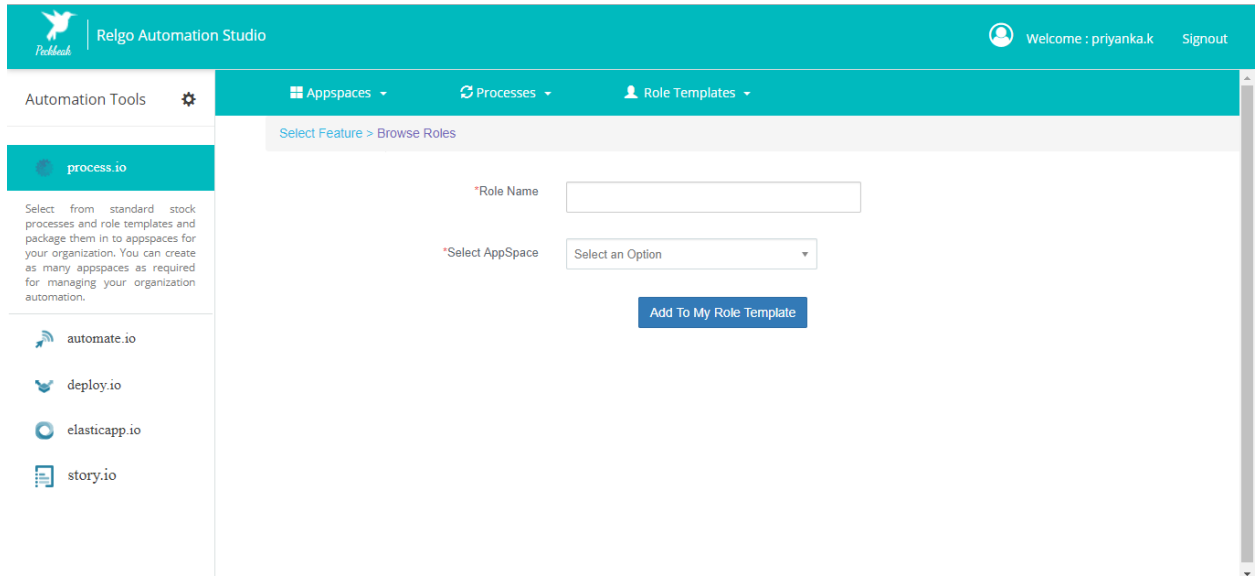 Peckbeak
Relgo Automation Studio
Welcome : priyanka.k
Signout
Automation Tools
Appspaces
Processes
Role Templates
Select Feature > Browse Roles
process.io
Select from standard stock
processes and role templates and
package them in to appspaces for
your organization. You can create
as many appspaces as required
for managing your organization
automation.
automate.io
deploy.io
elasticapp.io
story.io
*Role Name
*Select AppSpace
Select an Option
Add To My Role Template